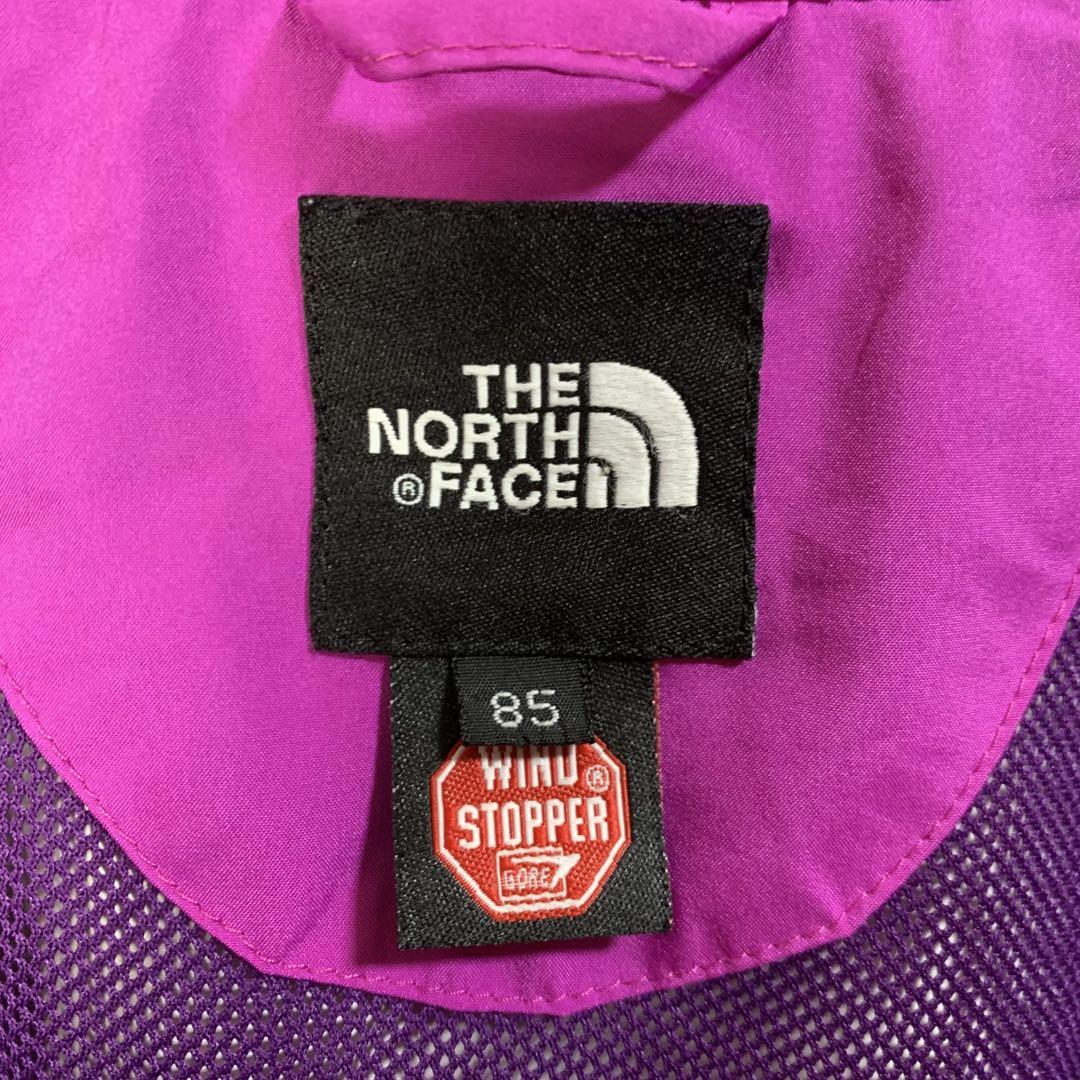 THE
NORTH
® FACE
85
WIND
STOPPER ®
GORE